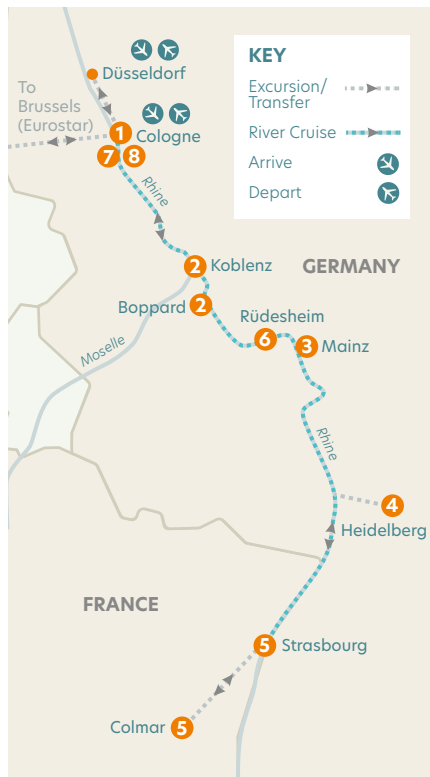 KEY
Excursion/
Transfer
River Cruise
Arrive
Depart
Düsseldorf
To
Brussels
(Eurostar)
1
Cologne
7 8
Rhine
2 Koblenz
GERMANY
Boppard 2
Rüdesheim
6
3 Mainz
Moselle
Rhine
4
Heidelberg
FRANCE
5 Strasbourg
Colmar 5